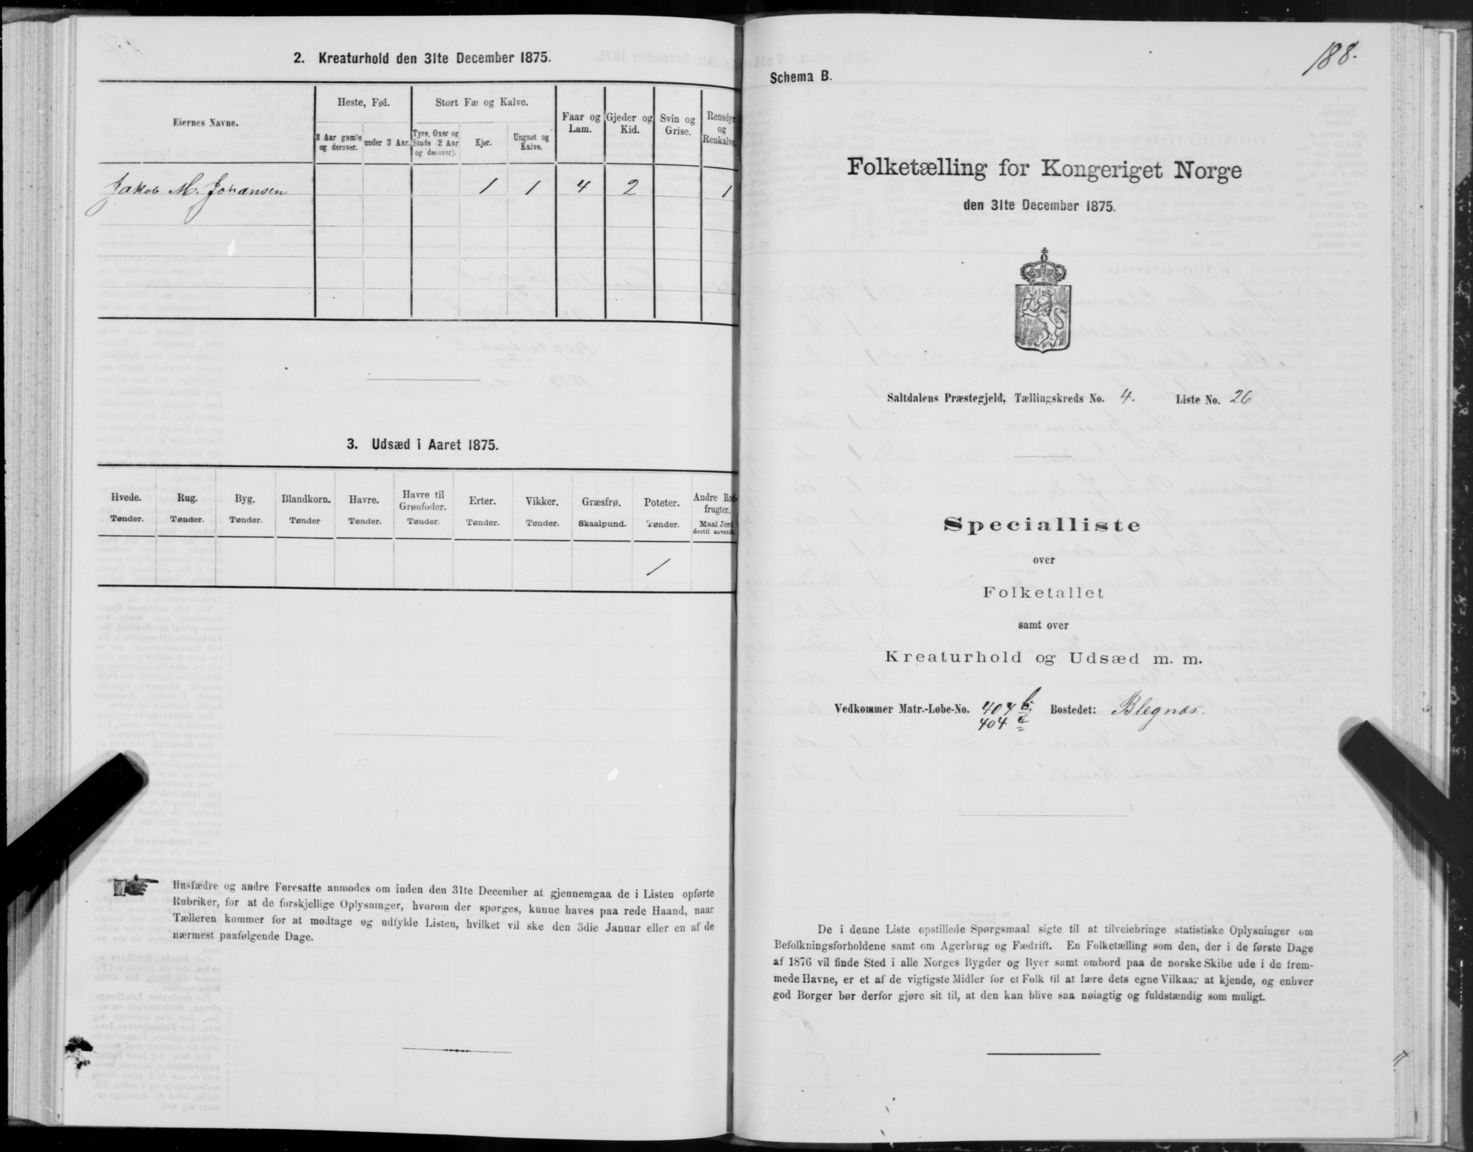 2. Kreaturhold den 31te December 1875.
Eiernes Navne.
Heste, Føl.
Stort Fæ og Kalve.
Faar og Lam.
Gjeder og Kid.
Svin og Grise.
Rensdyr og Renkalve
3 Aar gamle og derover.
under 3 Aar.
Tyre, Oxer og Stude (2 Aar og derover).
Kjør.
Ungnøt og Kalve.
Jakob M. Johansen 1 1 4 2 1
3. Udsæd i Aaret 1875.
Hvede. Rug. Byg. Blandkorn. Havre. Havre til Grønfoder. Erter. Vikker. Græsfrø. Poteter. Andre Rodfrugter.
Tønder. Tønder. Tønder. Tønder Tønder. Tønder. Tønder. Tønder. Skaalpund. Tønder. Maal Jord dertil anvendt
1
Husfædre og andre Foresatte anmodes om inden den 31te December at gjennemgaa de i Listen opførte
Rubriker, for at de forskjellige Oplysninger, hvorom der spørges, kunne haves paa rede Haand, naar
Tælleren kommer for at modtage og udfylde Listen, hvilket vil ske den 3die Januar eller en af de
nærmest paafølgende Dage.
188.
Schema B.
Folketælling for Kongeriget Norge
den 31te December 1875.
Saltdalens Præstegjeld, Tællingskreds No. 4. Liste No. 26
Specialliste
over
Folketallet
samt over
Kreaturhold og Udsæd m. m.
Vedkommer Matr.-Løbe-No. 404 b. Bostedet: Blegnæs.
404
De i denne Liste opstillede Spørgsmaal sigte til at tilveiebringe statistiske Oplysninger om
Befolkningsforholdene samt om Agerbrug og Fædrift. En Folketælling som den, der i de første Dage
af 1876 vil finde Sted i alle Norges Bygder og Byer samt ombord paa de norske Skibe ude i de frem-
mede Havne, er et af de vigtigste Midler for et Folk til at lære dets egne Vilkaar at kjende, og enhver
god Borger bør derfor gjøre sit til, at den kan blive saa nøiagtig og fuldstændig som muligt.